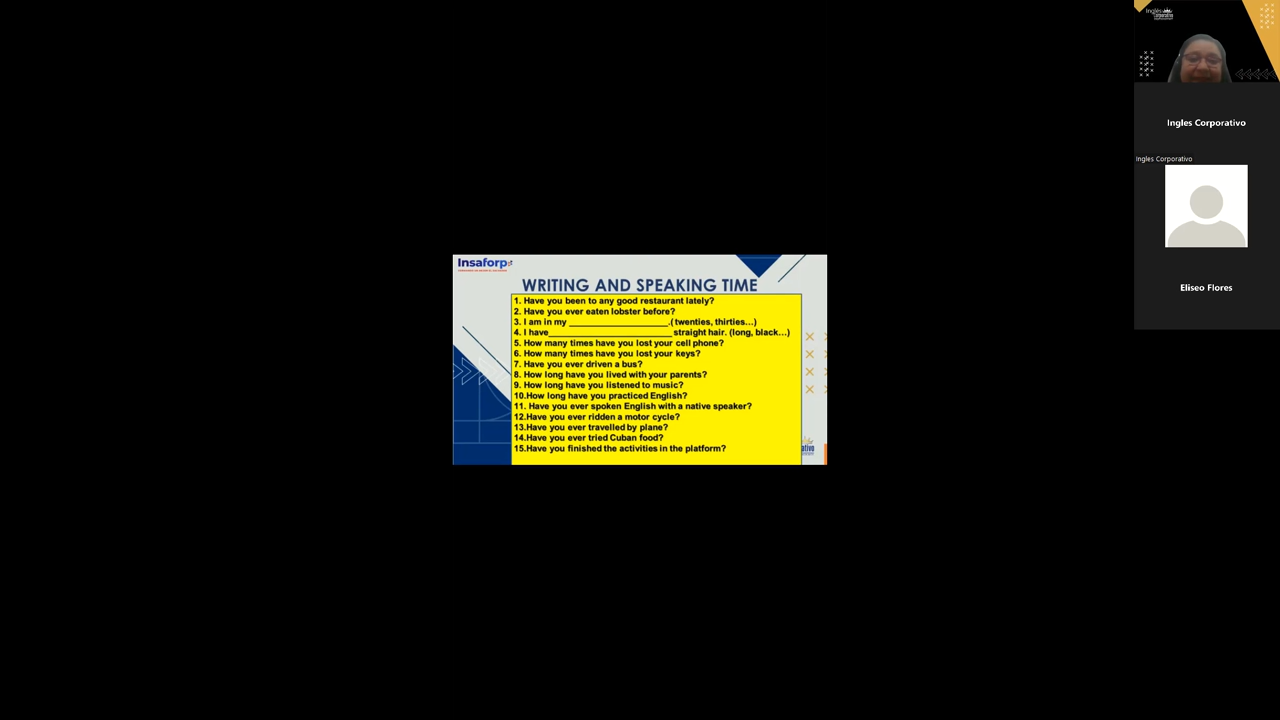 Insaforp
WRITING AND SPEAKING TIME
1. Have you been to any good restaurant lately?
2. Have you ever eaten lobster before?
3. I am in my ____________________.( twenties, thirties...)
4. I have_________________________ straight hair. (long, black...)
5. How many times have you lost your cell phone?
6. How many times have you lost your keys?
7. Have you ever driven a bus?
8. How long have you lived with your parents?
9. How long have you listened to music?
10.How long have you practiced English?
11. Have you ever spoken English with a native speaker?
12.Have you ever ridden a motor cycle?
13.Have you ever travelled by plane?
14.Have you ever tried Cuban food?
15.Have you finished the activities in the platform?
Inglés
Corporativo
Ingles Corporativo
Ingles Corporativo
Eliseo Flores